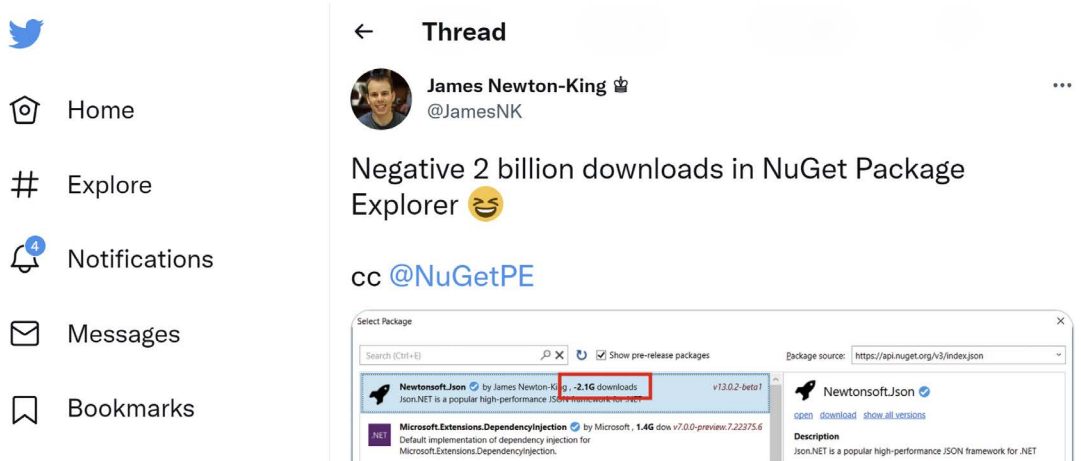 Thread
James Newton-King
@JamesNK
Negative 2 billion downloads in NuGet Package
Explorer
cc @NuGetPE
Home
Explore
4
Notifications
Messages
Bookmarks
Select Package
Search (Ctrl+E)
Show pre-release packages
Package source: https://api.nuget.org/v3/index.json
Newtonsoft.Json by James Newton-King, -2.1G downloads v13.0.2-beta1
Json.NET is a popular high-performance JSON framework for .NET
.NET
Microsoft.Extensions.DependencyInjection by Microsoft, 1.4G dow v7.0.0-preview.7.22375.6
Default implementation of dependency injection for
Microsoft.Extensions.DependencyInjection.
Newtonsoft.Json
open download show all versions
Description
Json.NET is a popular high-performance JSON framework for .NET